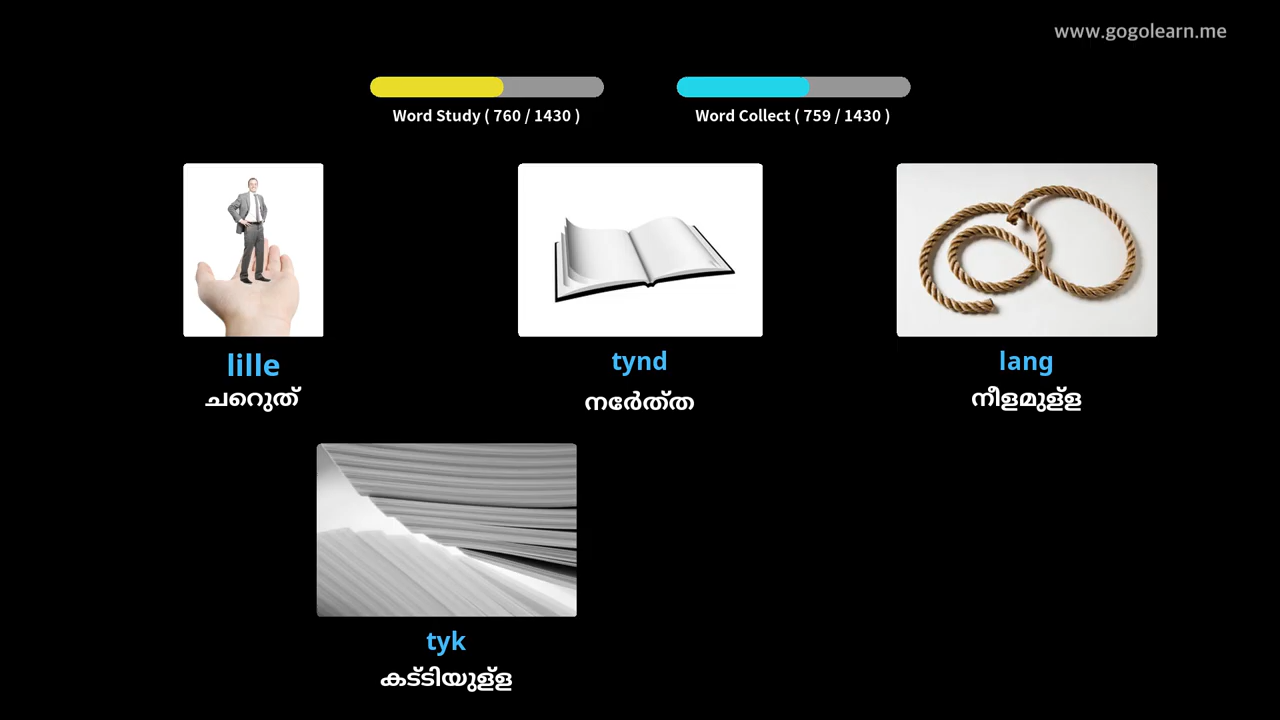 www.gogolearn.me
Word Study ( 760 / 1430 )
Word Collect ( 759 / 1430 )
lille
ചെറുത്
tynd
നേർത്ത
lang
നീളമുള്ള
tyk
കട്ടിയുള്ള